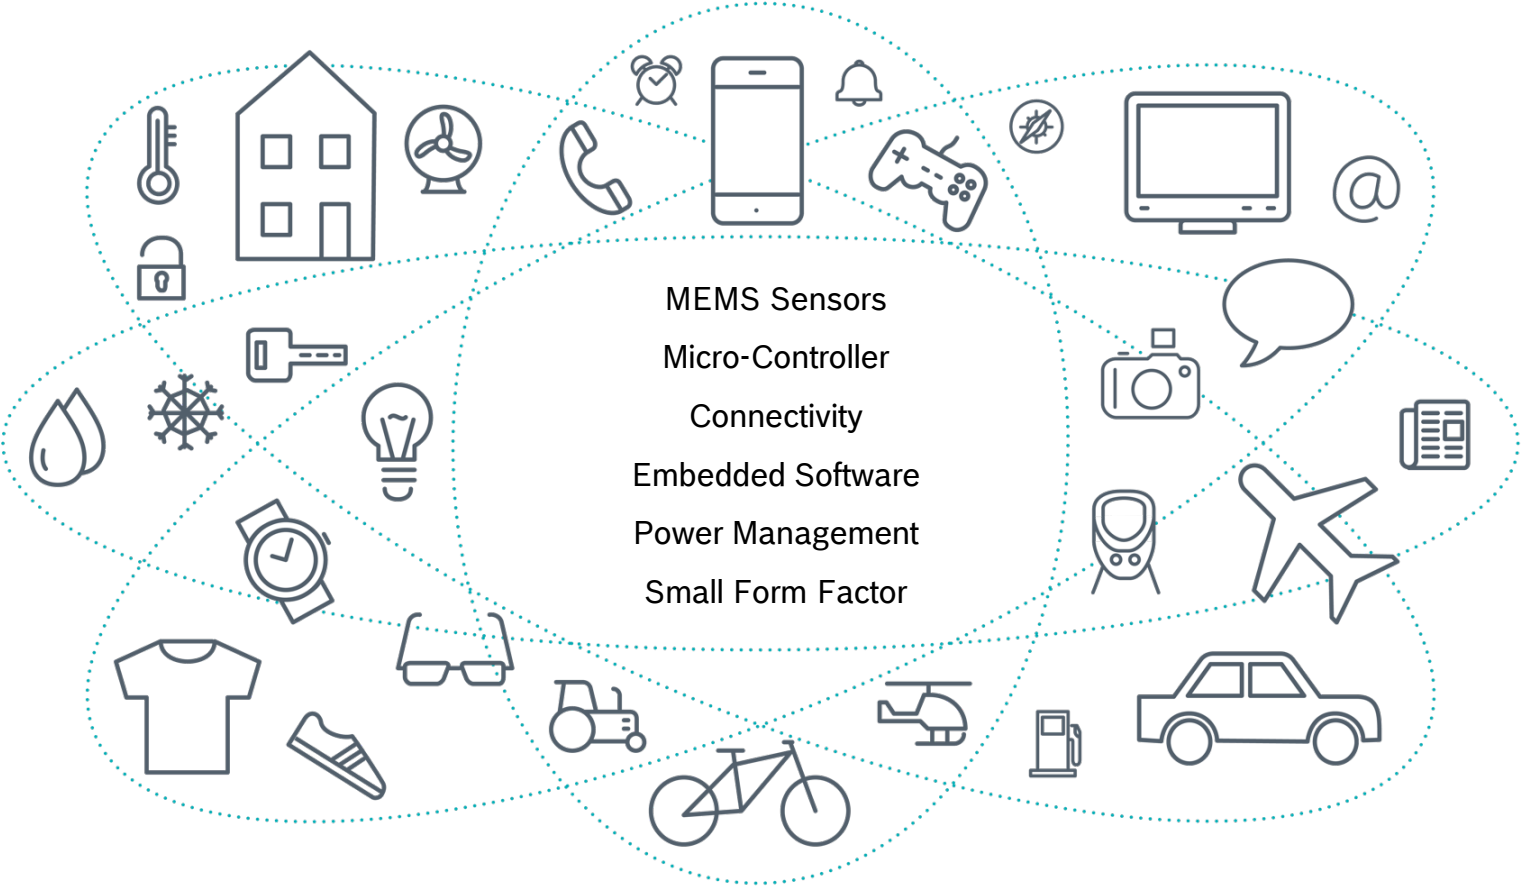 MEMS Sensors
Micro-Controller
Connectivity
Embedded Software
Power Management
Small Form Factor
@